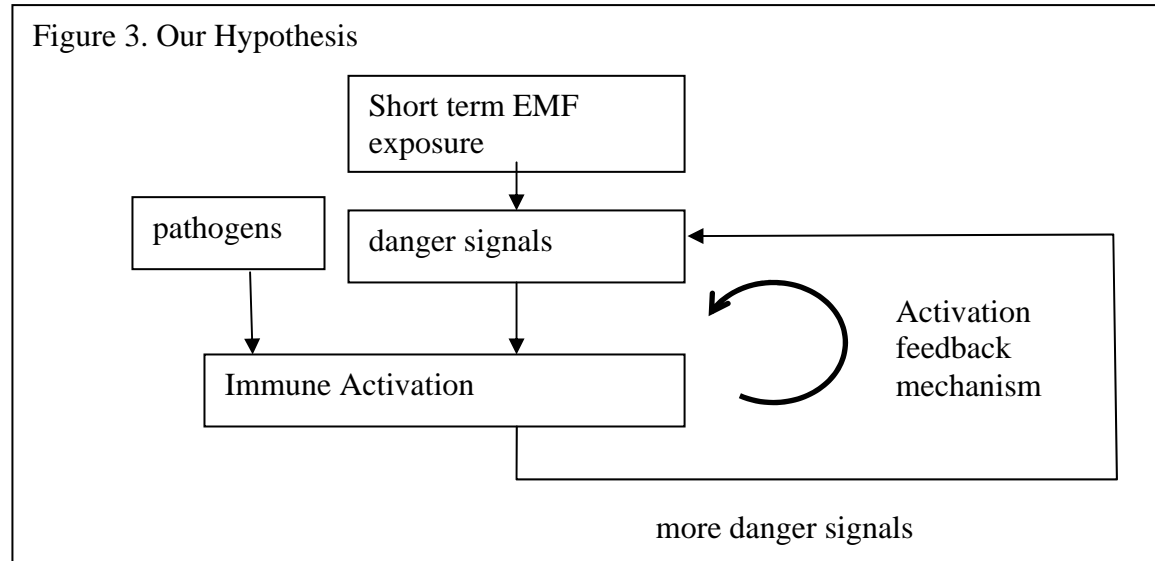 Figure 3. Our Hypothesis
Short term EMF
exposure
pathogens
danger signals
Activation
feedback
mechanism
Immune Activation
more danger signals